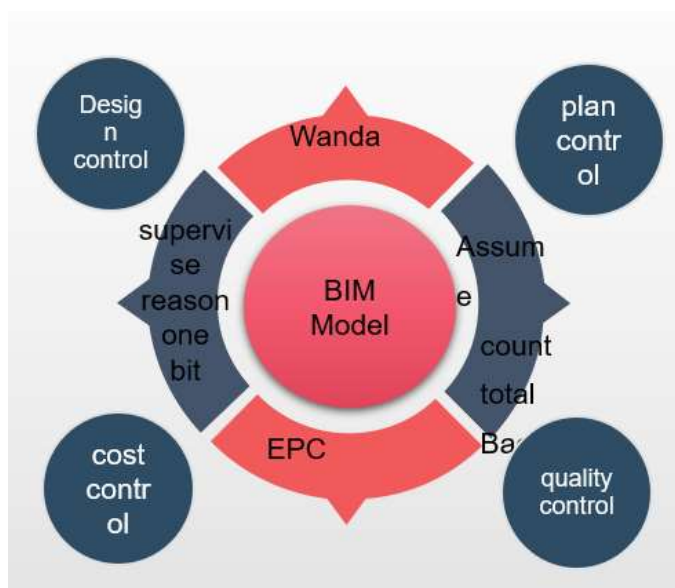 Desig
n
control
plan
contr
ol
Wanda
supervi
se
reason
one
bit
BIM
Model
Assum
e
count
total
EPC
cost
contr
ol
quality
control